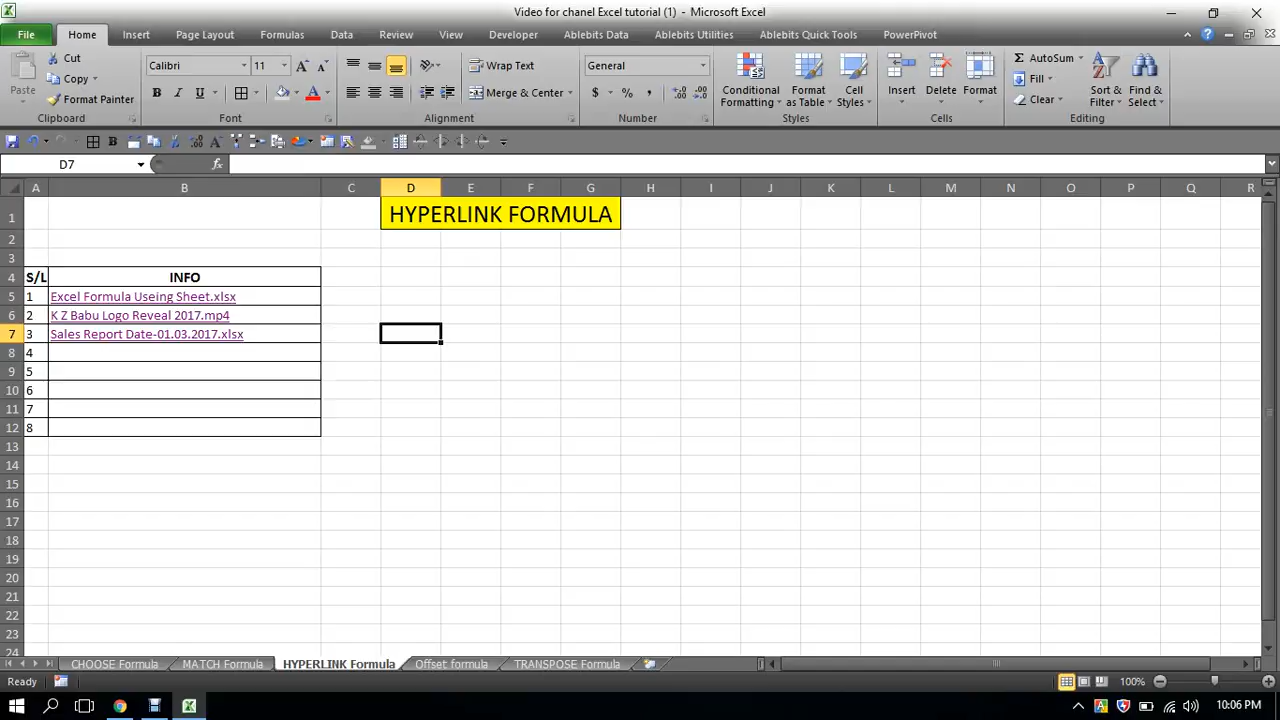 Video for chanel Excel tutorial (1) - Microsoft Excel
File Home Insert Page Layout Formulas Data Review View Developer Ablebits Data Ablebits Utilities Ablebits Quick Tools PowerPivot
Paste
Cut
Copy
Format Painter
Clipboard
Calibri 11
B I U
Font
Wrap Text
Merge & Center
Alignment
General
$ % ,
Number
Conditional Formatting
Format as Table
Cell Styles
Styles
Insert Delete Format
Cells
AutoSum
Fill
Clear
Sort & Filter
Find & Select
Editing
D7 fx
A B C D E F G H I J K L M N O P Q R
1 HYPERLINK FORMULA
2
3
4 S/L INFO
5 1 Excel Formula Useing Sheet.xlsx
6 2 K Z Babu Logo Reveal 2017.mp4
7 3 Sales Report Date-01.03.2017.xlsx
8 4
9 5
10 6
11 7
12 8
13
14
15
16
17
18
19
20
21
22
23
24
CHOOSE Formula MATCH Formula HYPERLINK Formula Offset formula TRANSPOSE Formula
Ready 100%
10:06 PM